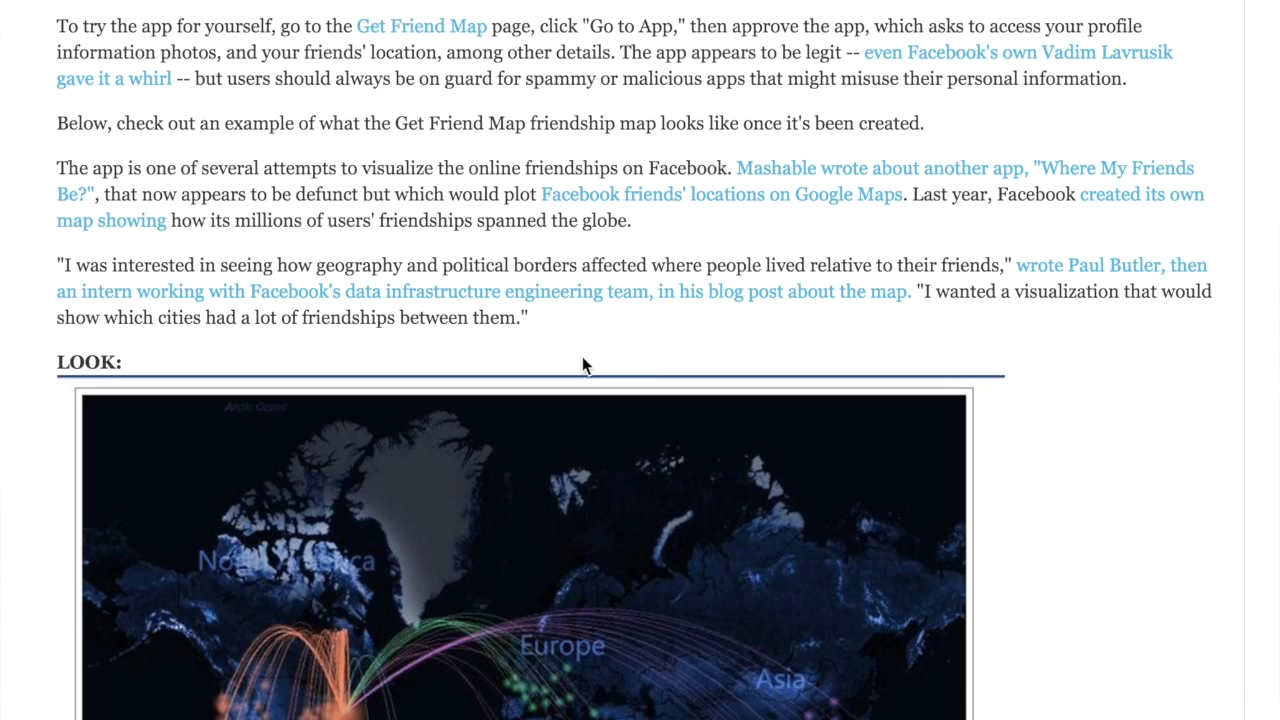 To try the app for yourself, go to the Get Friend Map page, click "Go to App," then approve the app, which asks to access your profile
information photos, and your friends' location, among other details. The app appears to be legit -- even Facebook's own Vadim Lavrusik
gave it a whirl -- but users should always be on guard for spammy or malicious apps that might misuse their personal information.
Below, check out an example of what the Get Friend Map friendship map looks like once it's been created.
The app is one of several attempts to visualize the online friendships on Facebook. Mashable wrote about another app, "Where My Friends
Be?", that now appears to be defunct but which would plot Facebook friends' locations on Google Maps. Last year, Facebook created its own
map showing how its millions of users' friendships spanned the globe.
"I was interested in seeing how geography and political borders affected where people lived relative to their friends," wrote Paul Butler, then
an intern working with Facebook's data infrastructure engineering team, in his blog post about the map. "I wanted a visualization that would
show which cities had a lot of friendships between them."
LOOK:
Arctic Ocean
North America
Europe
Asia